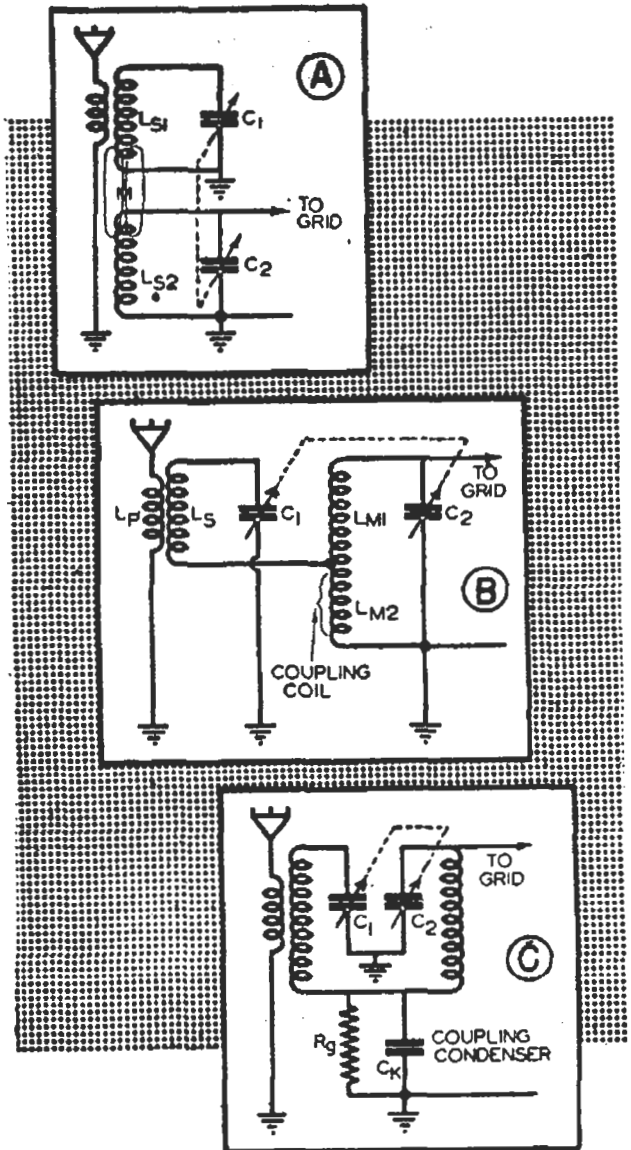 A
LS1
C1
M
TO
GRID
LS2
C2
LP
LS
C1
LM1
C2
TO
GRID
B
LM2
COUPLING
COIL
TO
GRID
C1
C2
C
Rg
CK
COUPLING
CONDENSER